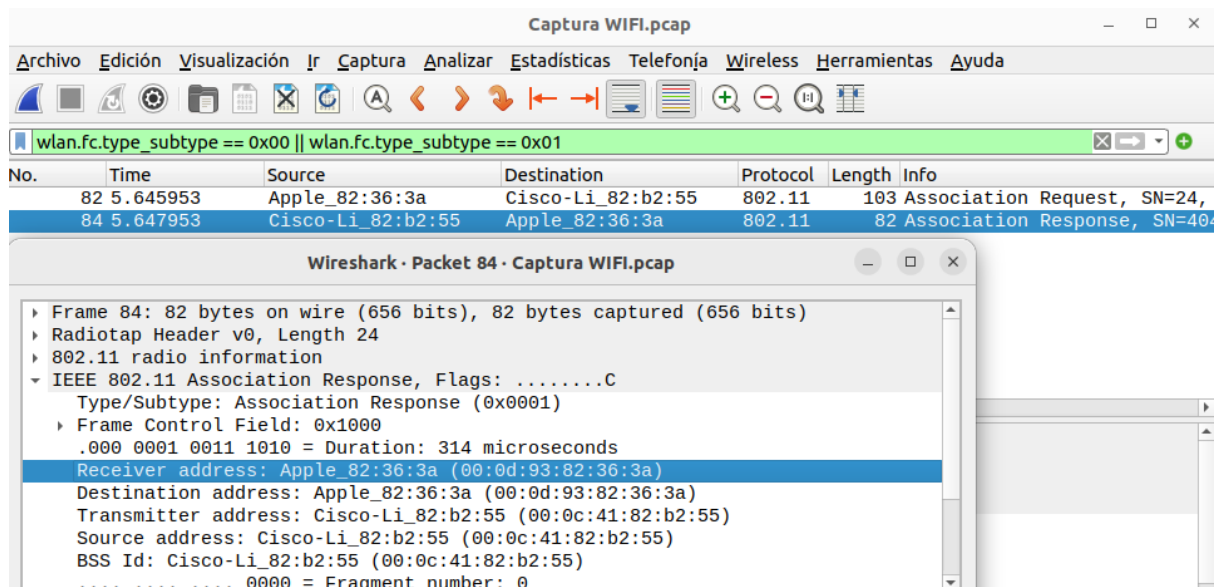 Captura WIFI.pcap
Archivo Edición Visualización Ir Captura Analizar Estadísticas Telefonía Wireless Herramientas Ayuda
wlan.fc.type_subtype == 0x00 || wlan.fc.type_subtype == 0x01
No. Time Source Destination Protocol Length Info
82 5.645953 Apple_82:36:3a Cisco-Li_82:b2:55 802.11 103 Association Request, SN=24,
84 5.647953 Cisco-Li_82:b2:55 Apple_82:36:3a 802.11 82 Association Response, SN=404
Wireshark · Packet 84 · Captura WIFI.pcap
Frame 84: 82 bytes on wire (656 bits), 82 bytes captured (656 bits)
Radiotap Header v0, Length 24
802.11 radio information
IEEE 802.11 Association Response, Flags: ........C
Type/Subtype: Association Response (0x0001)
Frame Control Field: 0x1000
.000 0001 0011 1010 = Duration: 314 microseconds
Receiver address: Apple_82:36:3a (00:0d:93:82:36:3a)
Destination address: Apple_82:36:3a (00:0d:93:82:36:3a)
Transmitter address: Cisco-Li_82:b2:55 (00:0c:41:82:b2:55)
Source address: Cisco-Li_82:b2:55 (00:0c:41:82:b2:55)
BSS Id: Cisco-Li_82:b2:55 (00:0c:41:82:b2:55)
.... .... .... 0000 = Fragment number: 0